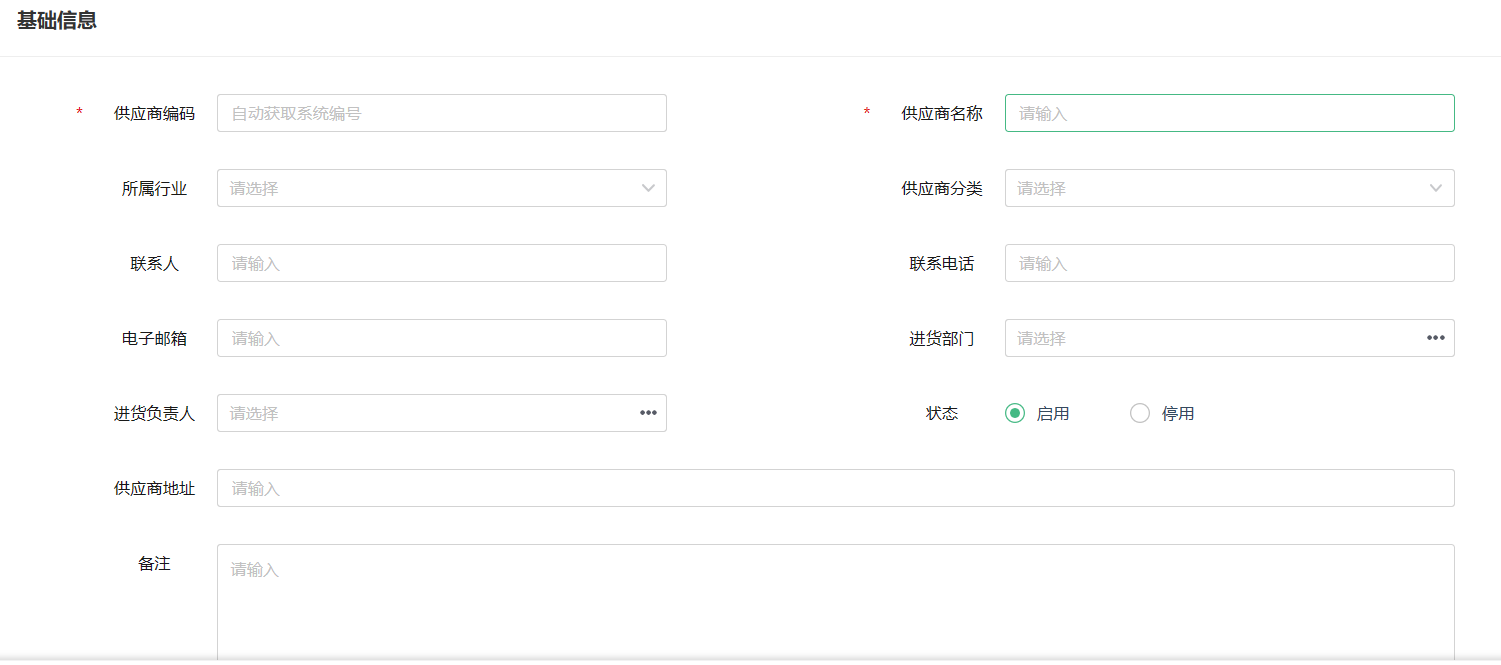 基础信息
* 供应商编码 自动获取系统编号 * 供应商名称 请输入
所属行业 请选择 供应商分类 请选择
联系人 请输入 联系电话 请输入
电子邮箱 请输入 进货部门 请选择 •••
进货负责人 请选择 ••• 状态 启用 停用
供应商地址 请输入
备注 请输入